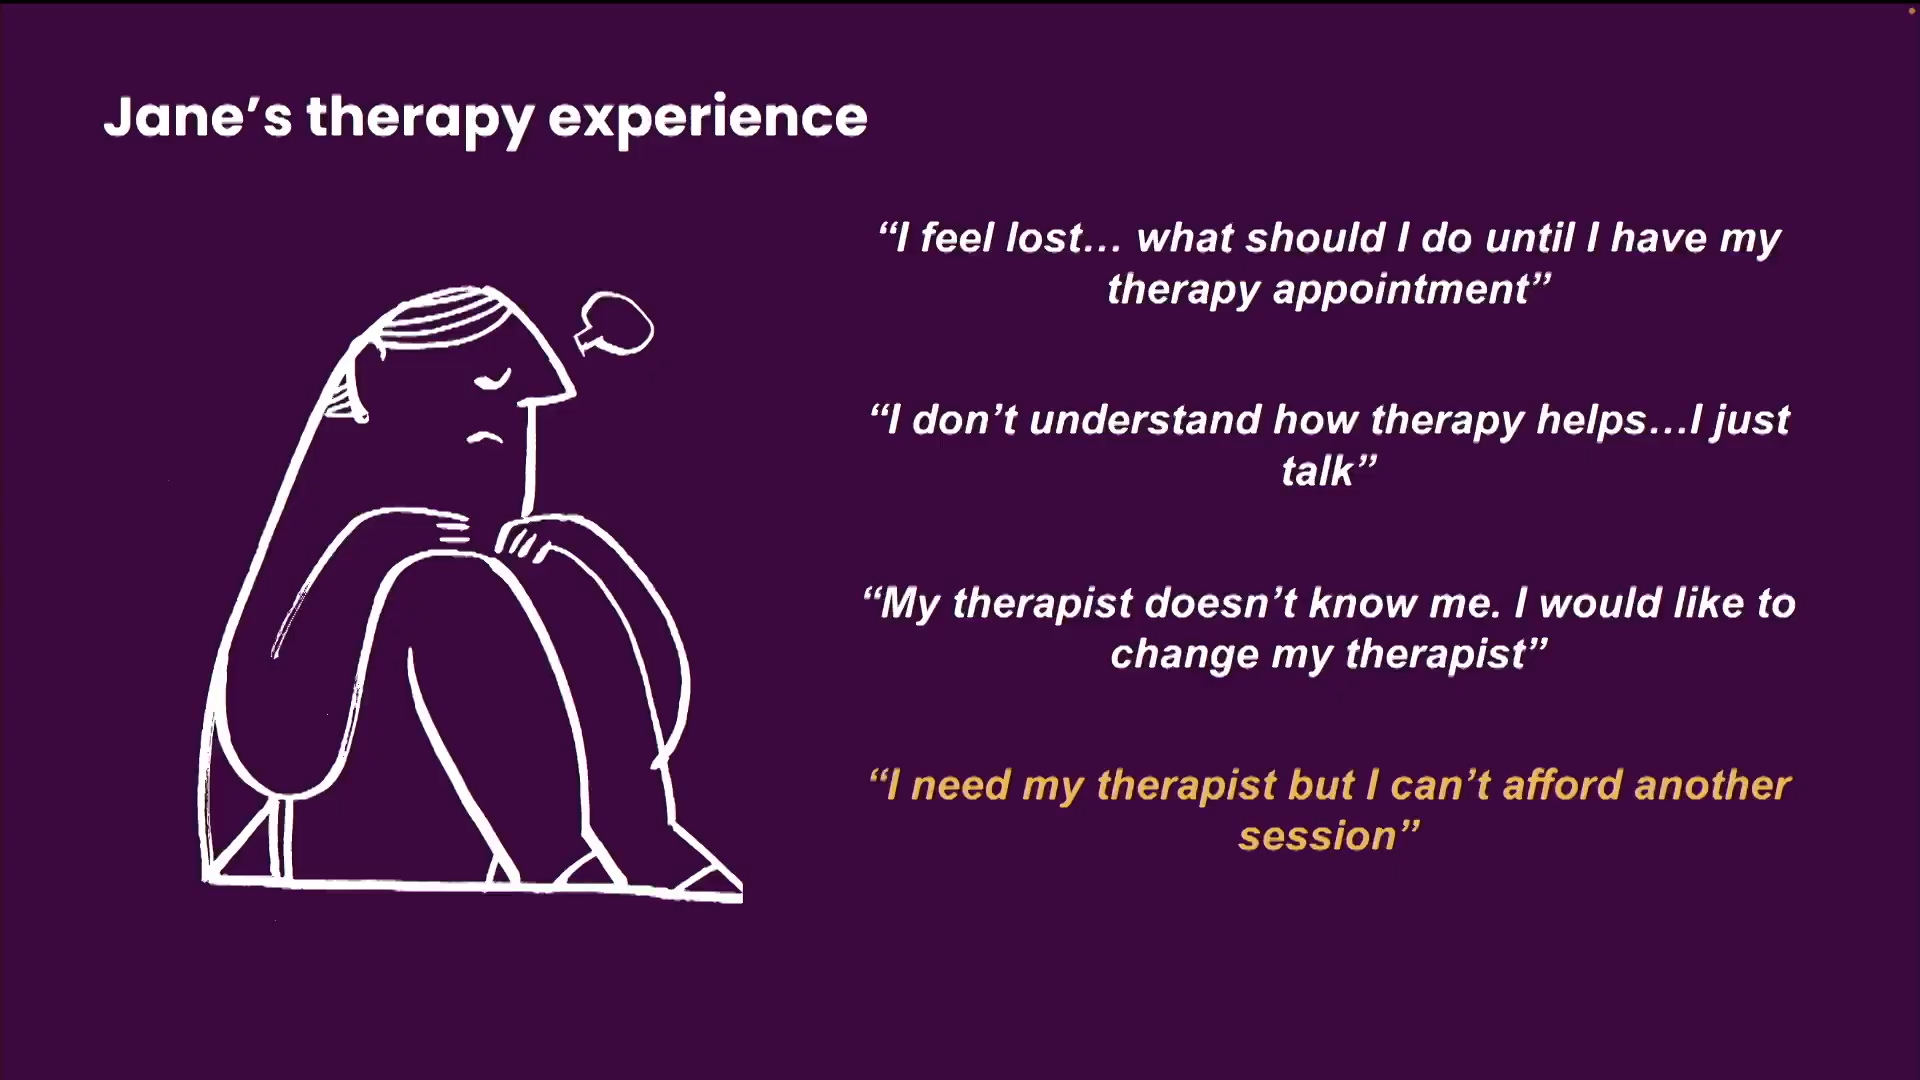 Jane’s therapy experience
“I feel lost… what should I do until I have my
therapy appointment”
“I don’t understand how therapy helps…I just
talk”
“My therapist doesn’t know me. I would like to
change my therapist”
“I need my therapist but I can’t afford another
session”